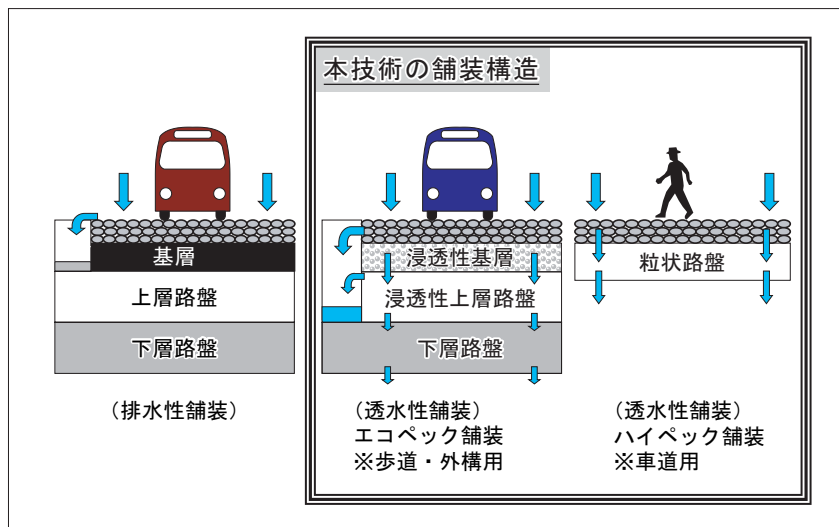 本技術の舗装構造
基層
上層路盤
下層路盤
(排水性舗装)
浸透性基層
浸透性上層路盤
下層路盤
(透水性舗装)
エコペック舗装
※歩道・外構用
粒状路盤
(透水性舗装)
ハイペック舗装
※車道用